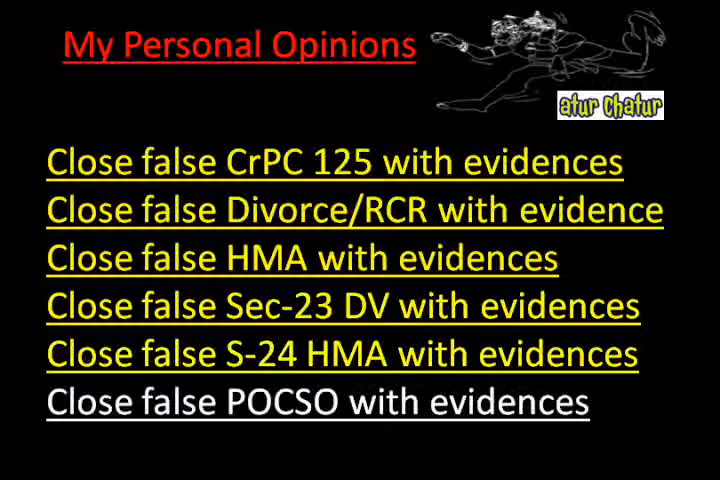 My Personal Opinions
atur Chatur
Close false CrPC 125 with evidences
Close false Divorce/RCR with evidence
Close false HMA with evidences
Close false Sec-23 DV with evidences
Close false S-24 HMA with evidences
Close false POCSO with evidences